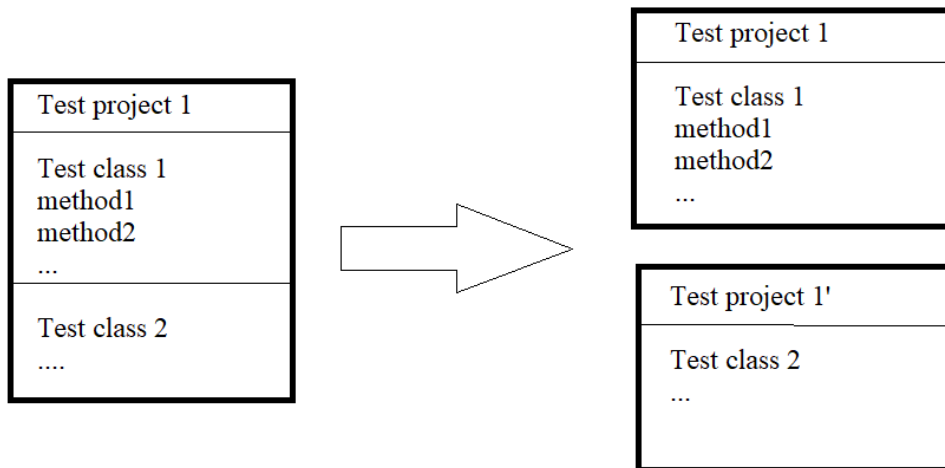 Test project 1
Test class 1
method1
method2
...
Test class 2
....
Test project 1
Test class 1
method1
method2
...
Test project 1'
Test class 2
...